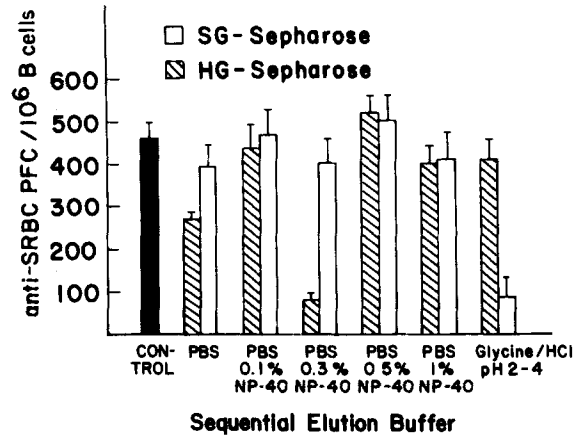 SG-Sepharose
HG-Sepharose
anti-SRBC PFC/10⁶ B cells
600
500
400
300
200
100
CON-
TROL
PBS
PBS
0.1%
NP-40
PBS
0.3%
NP-40
PBS
0 5%
NP-40
PBS
1%
NP-40
Glycine/HCl
pH 2-4
Sequential Elution Buffer